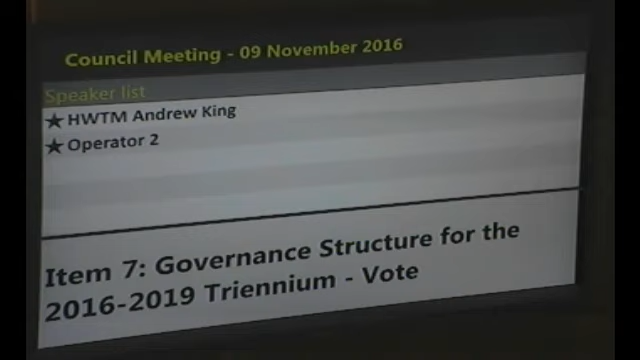 Council Meeting - 09 November 2016
Speaker list
★ HWTM Andrew King
★ Operator 2
Item 7: Governance Structure for the
2016-2019 Triennium - Vote